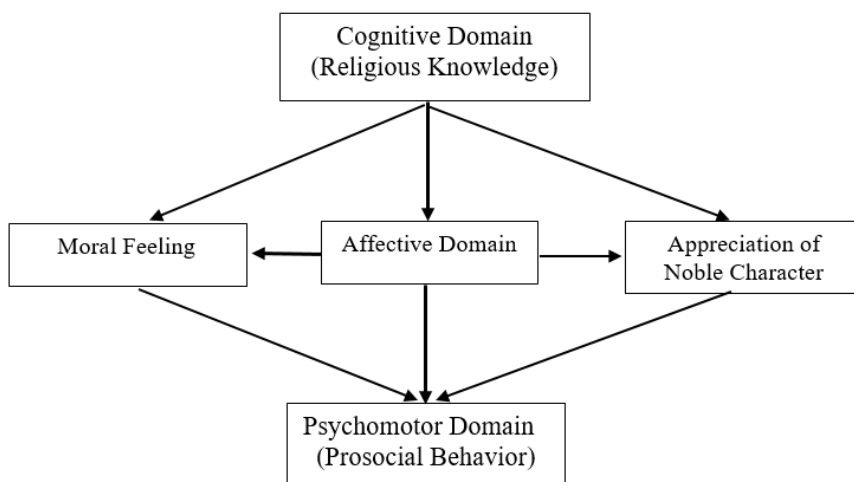 Cognitive Domain
(Religious Knowledge)
Moral Feeling
Affective Domain
Appreciation of
Noble Character
Psychomotor Domain
(Prosocial Behavior)